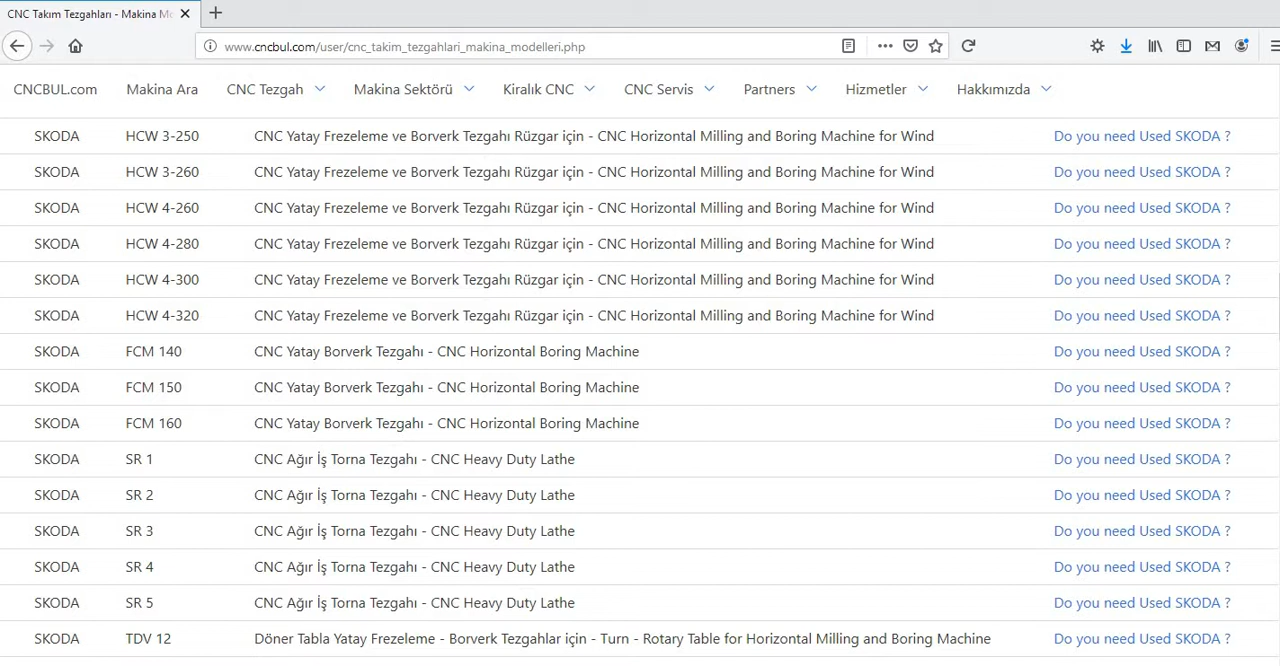 CNC Takım Tezgahları - Makina Mo
www.cncbul.com/user/cnc_takim_tezgahlari_makina_modelleri.php
CNCBUL.com Makina Ara CNC Tezgah Makina Sektörü Kiralık CNC CNC Servis Partners Hizmetler Hakkımızda
SKODA HCW 3-250 CNC Yatay Frezeleme ve Borverk Tezgahı Rüzgar için - CNC Horizontal Milling and Boring Machine for Wind Do you need Used SKODA ?
SKODA HCW 3-260 CNC Yatay Frezeleme ve Borverk Tezgahı Rüzgar için - CNC Horizontal Milling and Boring Machine for Wind Do you need Used SKODA ?
SKODA HCW 4-260 CNC Yatay Frezeleme ve Borverk Tezgahı Rüzgar için - CNC Horizontal Milling and Boring Machine for Wind Do you need Used SKODA ?
SKODA HCW 4-280 CNC Yatay Frezeleme ve Borverk Tezgahı Rüzgar için - CNC Horizontal Milling and Boring Machine for Wind Do you need Used SKODA ?
SKODA HCW 4-300 CNC Yatay Frezeleme ve Borverk Tezgahı Rüzgar için - CNC Horizontal Milling and Boring Machine for Wind Do you need Used SKODA ?
SKODA HCW 4-320 CNC Yatay Frezeleme ve Borverk Tezgahı Rüzgar için - CNC Horizontal Milling and Boring Machine for Wind Do you need Used SKODA ?
SKODA FCM 140 CNC Yatay Borverk Tezgahı - CNC Horizontal Boring Machine Do you need Used SKODA ?
SKODA FCM 150 CNC Yatay Borverk Tezgahı - CNC Horizontal Boring Machine Do you need Used SKODA ?
SKODA FCM 160 CNC Yatay Borverk Tezgahı - CNC Horizontal Boring Machine Do you need Used SKODA ?
SKODA SR 1 CNC Ağır İş Torna Tezgahı - CNC Heavy Duty Lathe Do you need Used SKODA ?
SKODA SR 2 CNC Ağır İş Torna Tezgahı - CNC Heavy Duty Lathe Do you need Used SKODA ?
SKODA SR 3 CNC Ağır İş Torna Tezgahı - CNC Heavy Duty Lathe Do you need Used SKODA ?
SKODA SR 4 CNC Ağır İş Torna Tezgahı - CNC Heavy Duty Lathe Do you need Used SKODA ?
SKODA SR 5 CNC Ağır İş Torna Tezgahı - CNC Heavy Duty Lathe Do you need Used SKODA ?
SKODA TDV 12 Döner Tabla Yatay Frezeleme - Borverk Tezgahlar için - Turn - Rotary Table for Horizontal Milling and Boring Machine Do you need Used SKODA ?